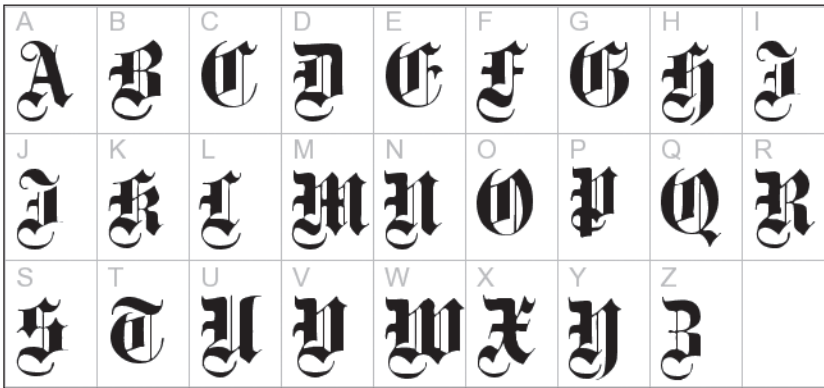 A B C D E F G H I
A B C D E F G H I
J K L M N O P Q R
J K L M N O P Q R
S T U V W X Y Z
S T U V W X Y Z